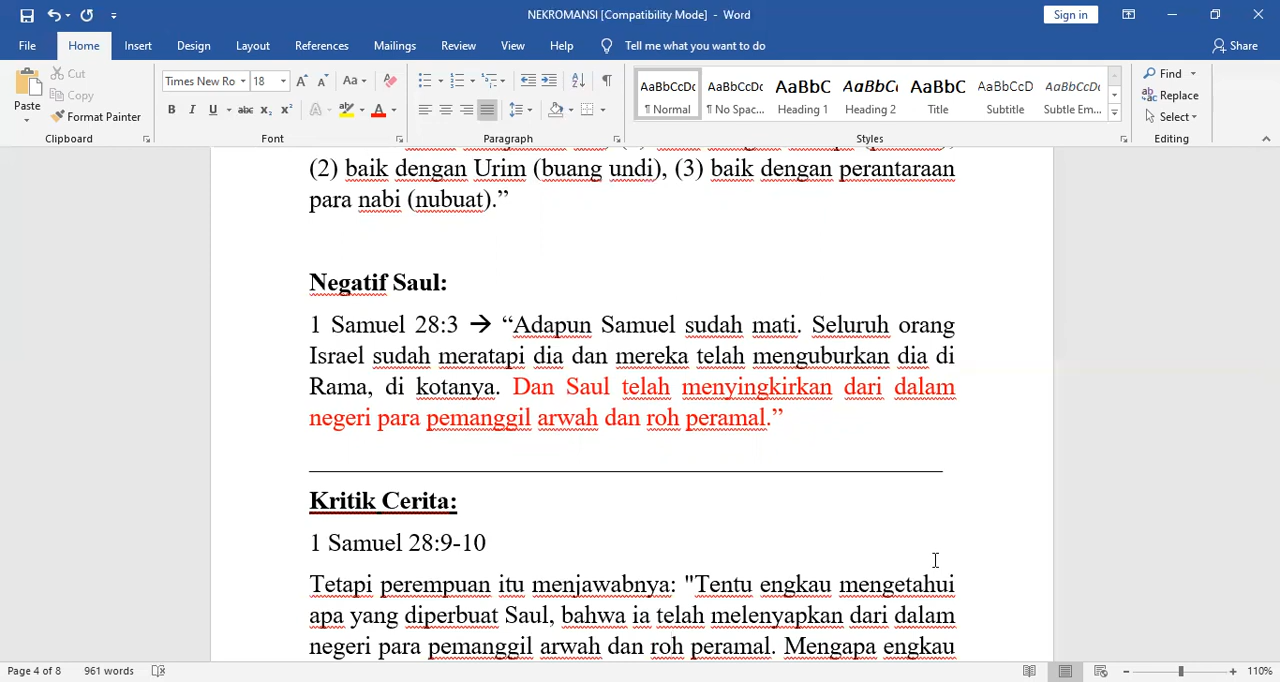 NEKROMANSI [Compatibility Mode] - Word
Sign in
File Home Insert Design Layout References Mailings Review View Help Tell me what you want to do Share
Paste
Cut
Copy
Format Painter
Clipboard
Times New Ro 18
Aa
B I U abc x₂ x²
A
Font
Paragraph
AaBbCcDc AaBbCcDc AaBbC AaBbCc AaBbC AaBbCcD AaBbCcDc
¶ Normal ¶ No Spac... Heading 1 Heading 2 Title Subtitle Subtle Em...
Styles
Find
Replace
Select
Editing
(2) baik dengan Urim (buang undi), (3) baik dengan perantaraan
para nabi (nubuat).”
Negatif Saul:
1 Samuel 28:3 → “Adapun Samuel sudah mati. Seluruh orang
Israel sudah meratapi dia dan mereka telah menguburkan dia di
Rama, di kotanya. Dan Saul telah menyingkirkan dari dalam
negeri para pemanggil arwah dan roh peramal.”
Kritik Cerita:
1 Samuel 28:9-10
Tetapi perempuan itu menjawabnya: "Tentu engkau mengetahui
apa yang diperbuat Saul, bahwa ia telah melenyapkan dari dalam
negeri para pemanggil arwah dan roh peramal. Mengapa engkau
Page 4 of 8 961 words 110%